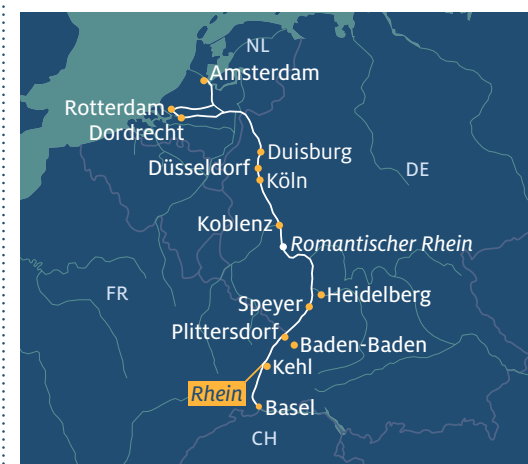 NL
Amsterdam
Rotterdam
Dordrecht
Duisburg
Düsseldorf
DE
Köln
Koblenz
Romantischer Rhein
FR
Heidelberg
Speyer
Plittersdorf
Baden-Baden
Kehl
Rhein
Basel
CH